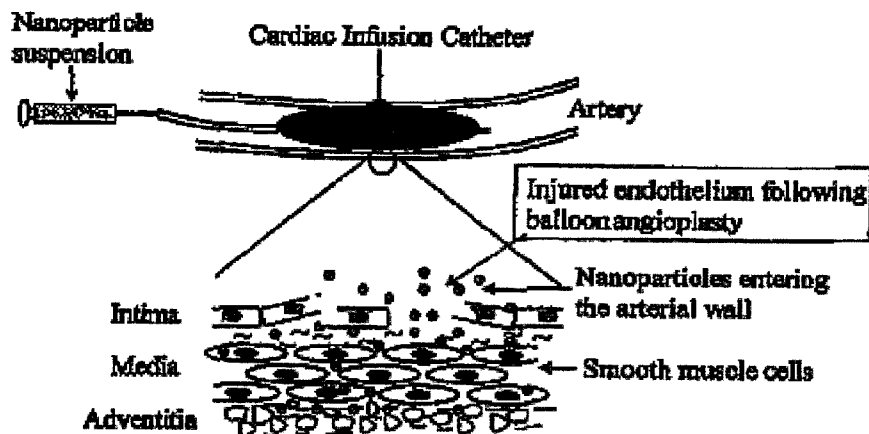 Nanoparticle
suspension
Cardiac Infusion Catheter
Artery
Injured endothelium following
balloon angioplasty
Nanoparticles entering
the arterial wall
Intima
Media
Smooth muscle cells
Adventitia